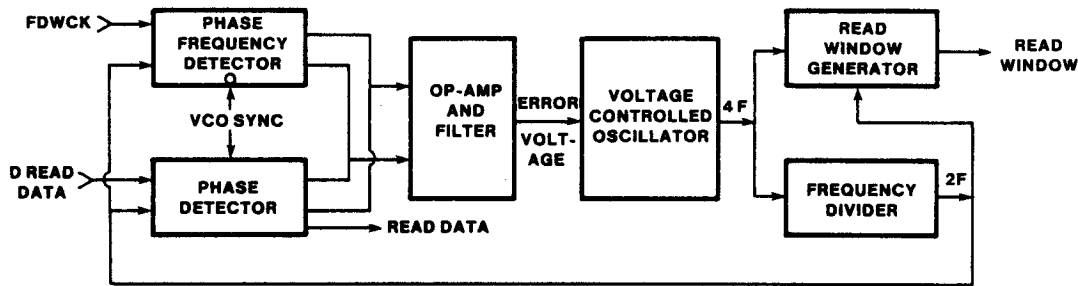 FDWCK
PHASE
FREQUENCY
DETECTOR
VCO SYNC
D READ
DATA
PHASE
DETECTOR
READ DATA
OP-AMP
AND
FILTER
ERROR
VOLT-
AGE
VOLTAGE
CONTROLLED
OSCILLATOR
4F
READ
WINDOW
GENERATOR
READ
WINDOW
FREQUENCY
DIVIDER
2F